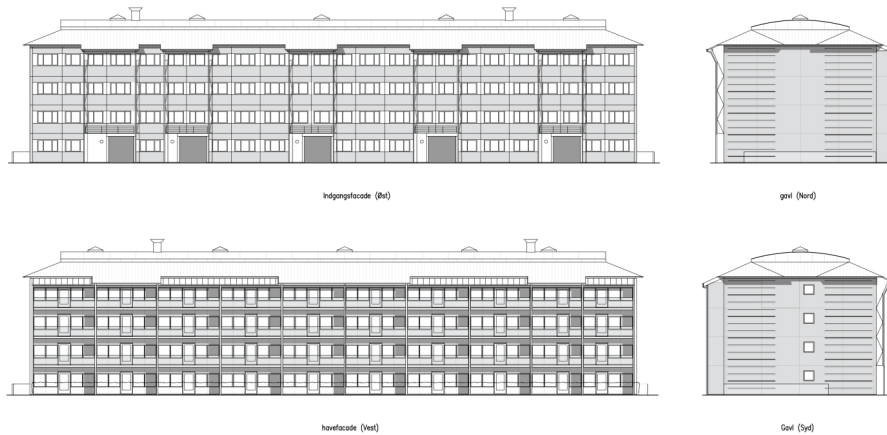 Indgangsfacade (Øst)
gavl (Nord)
havefacade (Vest)
Gavl (Syd)